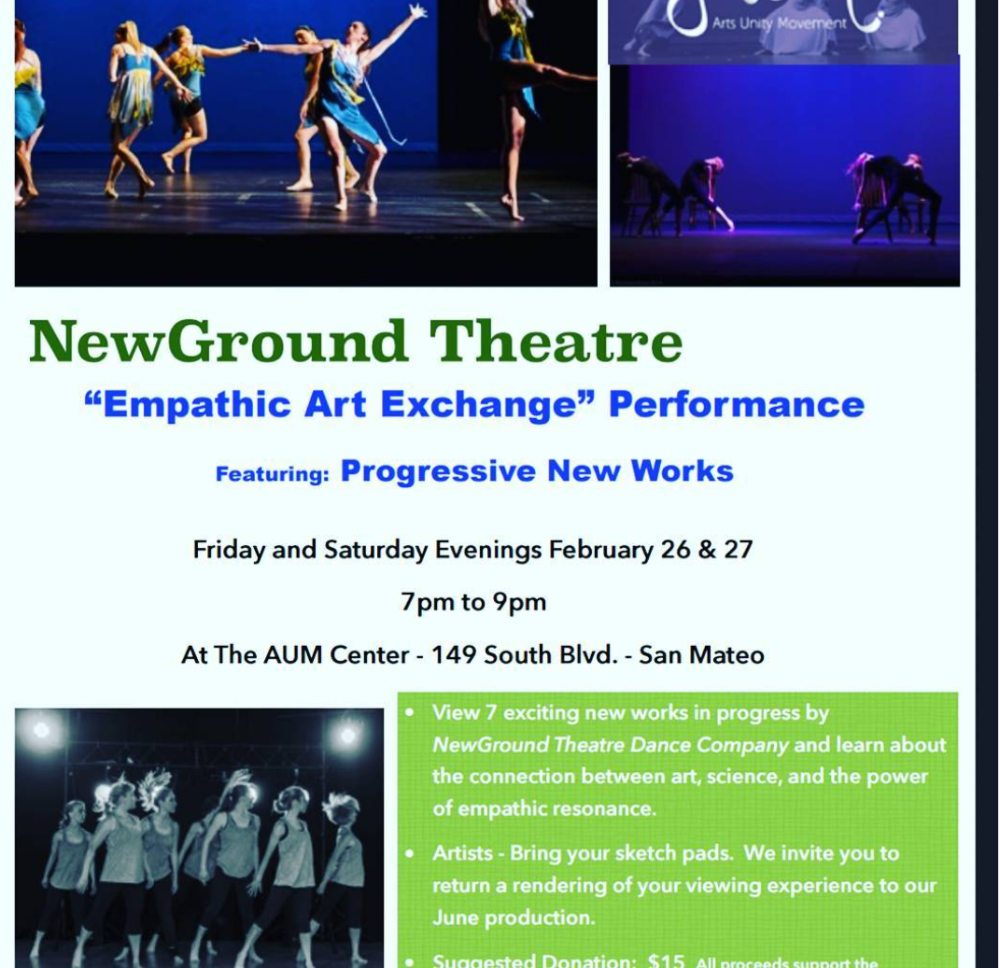 Arts Unity Movement
NewGround Theatre
“Empathic Art Exchange” Performance
Featuring: Progressive New Works
Friday and Saturday Evenings February 26 & 27
7pm to 9pm
At The AUM Center - 149 South Blvd. - San Mateo
• View 7 exciting new works in progress by
NewGround Theatre Dance Company and learn about
the connection between art, science, and the power
of empathic resonance.
• Artists - Bring your sketch pads. We invite you to
return a rendering of your viewing experience to our
June production.
• Suggested Donation: $15 All proceeds support the